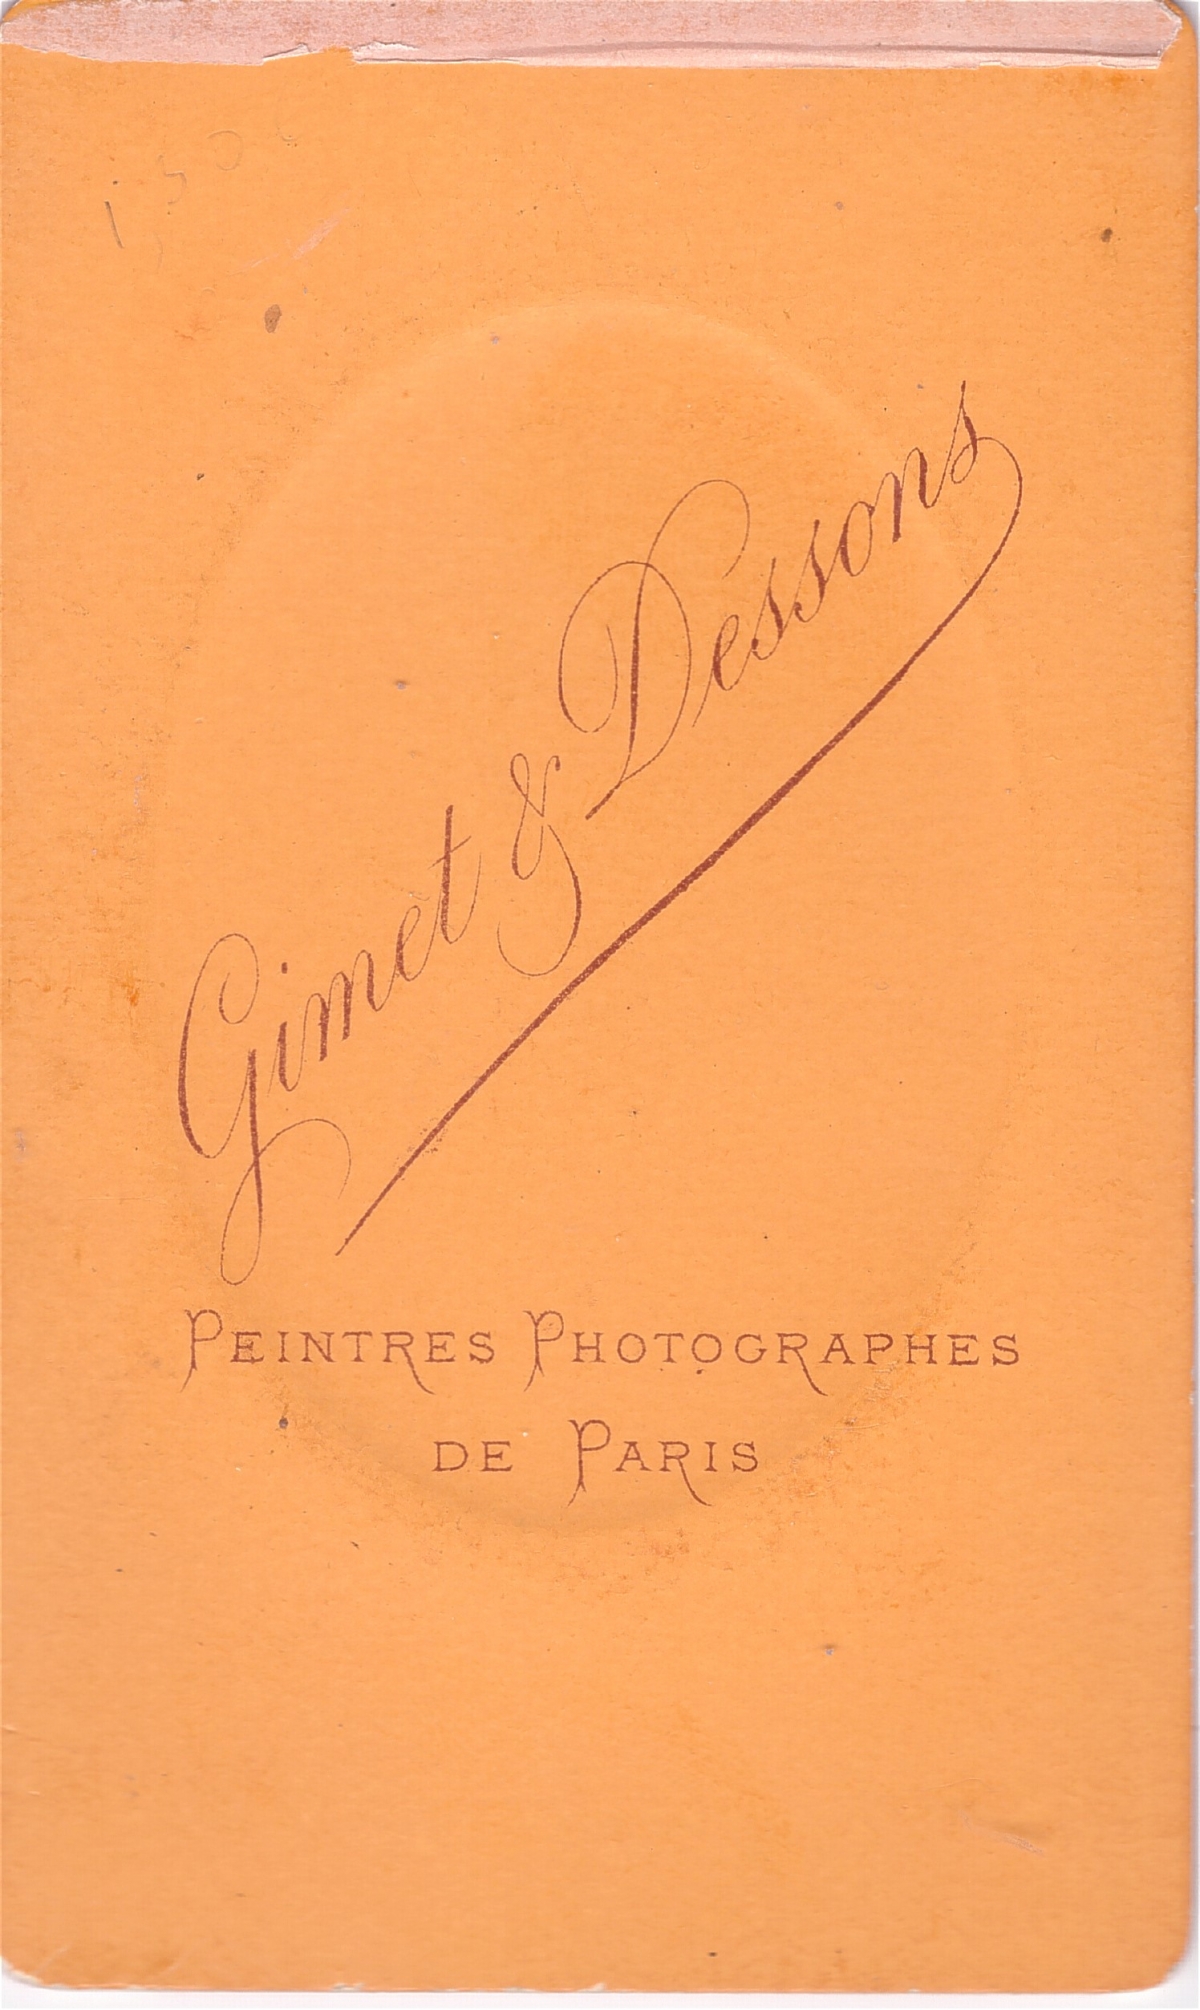 Gimet & Dessons
PEINTRES PHOTOGRAPHES
DE PARIS